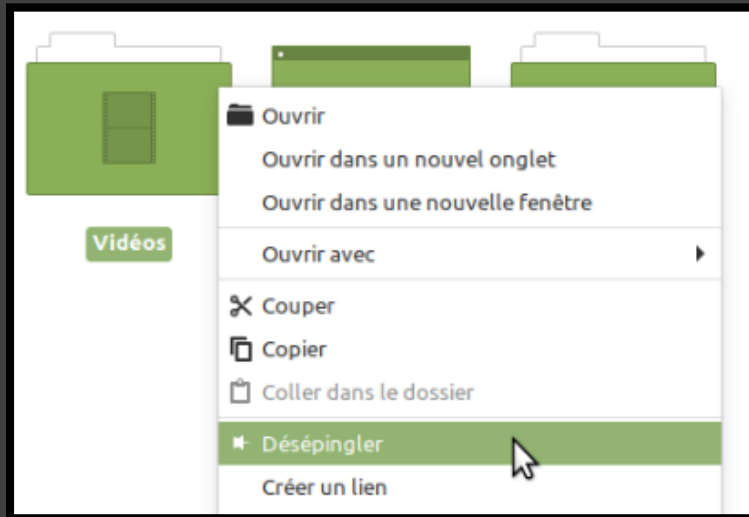 Vidéos
Ouvrir
Ouvrir dans un nouvel onglet
Ouvrir dans une nouvelle fenêtre
Ouvrir avec
Couper
Copier
Coller dans le dossier
Désépingler
Créer un lien